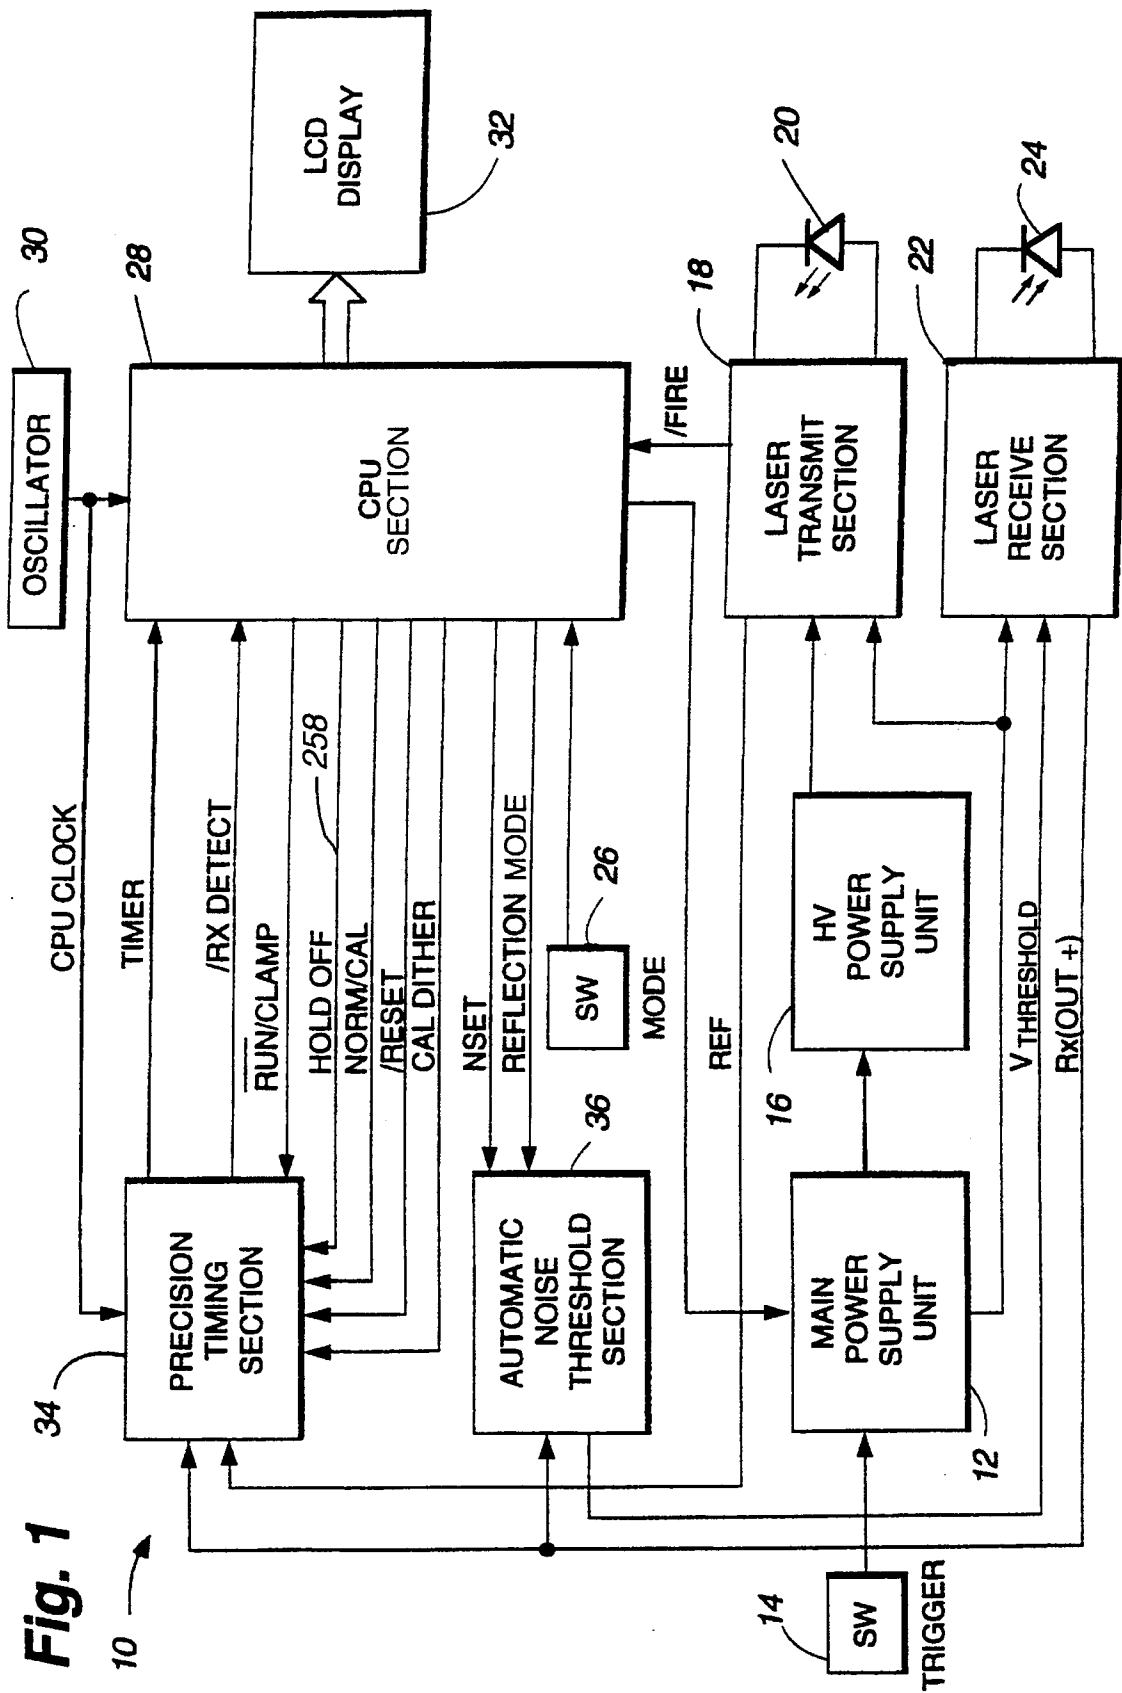 Fig. 1
10
34
PRECISION
TIMING
SECTION
CPU CLOCK
TIMER
/RX DETECT
RUN/CLAMP
HOLD OFF
258
NORM/CAL
/RESET
CAL DITHER
OSCILLATOR
30
28
CPU
SECTION
LCD
DISPLAY
32
NSET
REFLECTION MODE
36
AUTOMATIC
NOISE
THRESHOLD
SECTION
SW
26
MODE
/FIRE
REF
18
LASER
TRANSMIT
SECTION
20
14
SW
TRIGGER
12
MAIN
POWER
SUPPLY
UNIT
16
HV
POWER
SUPPLY
UNIT
22
LASER
RECEIVE
SECTION
24
V THRESHOLD
Rx(OUT +)